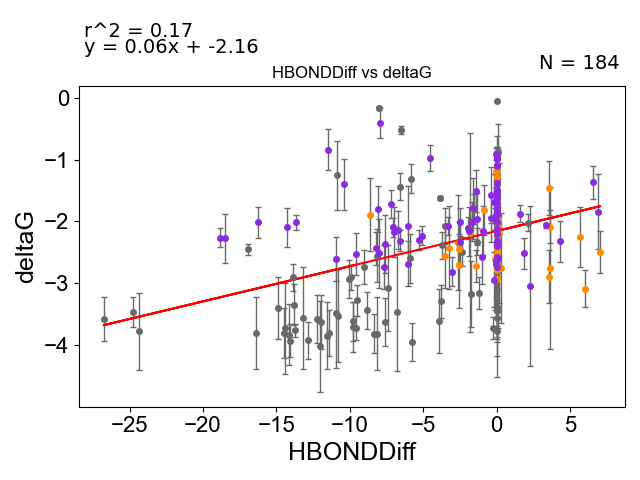 r^2 = 0.17
y = 0.06x + -2.16
N = 184
HBONDDiff vs deltaG
0
−1
−2
−3
−4
deltaG
−25 −20 −15 −10 −5 0 5
HBONDDiff